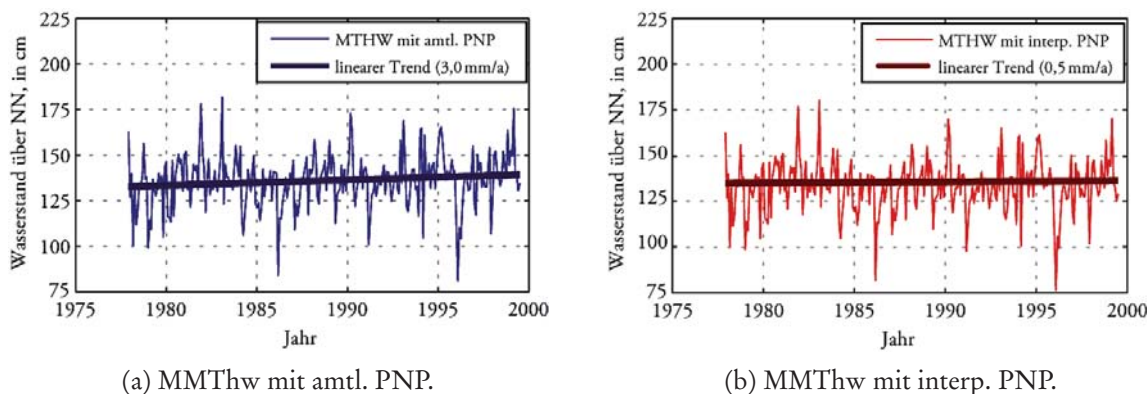 225
200
175
150
125
100
75
Wasserstand über NN, in cm
MTHW mit amtl. PNP
linearer Trend (3,0 mm/a)
1975 1980 1985 1990 1995 2000
Jahr
(a) MMThw mit amtl. PNP.
225
200
175
150
125
100
75
Wasserstand über NN, in cm
MTHW mit interp. PNP
linearer Trend (0,5 mm/a)
1975 1980 1985 1990 1995 2000
Jahr
(b) MMThw mit interp. PNP.